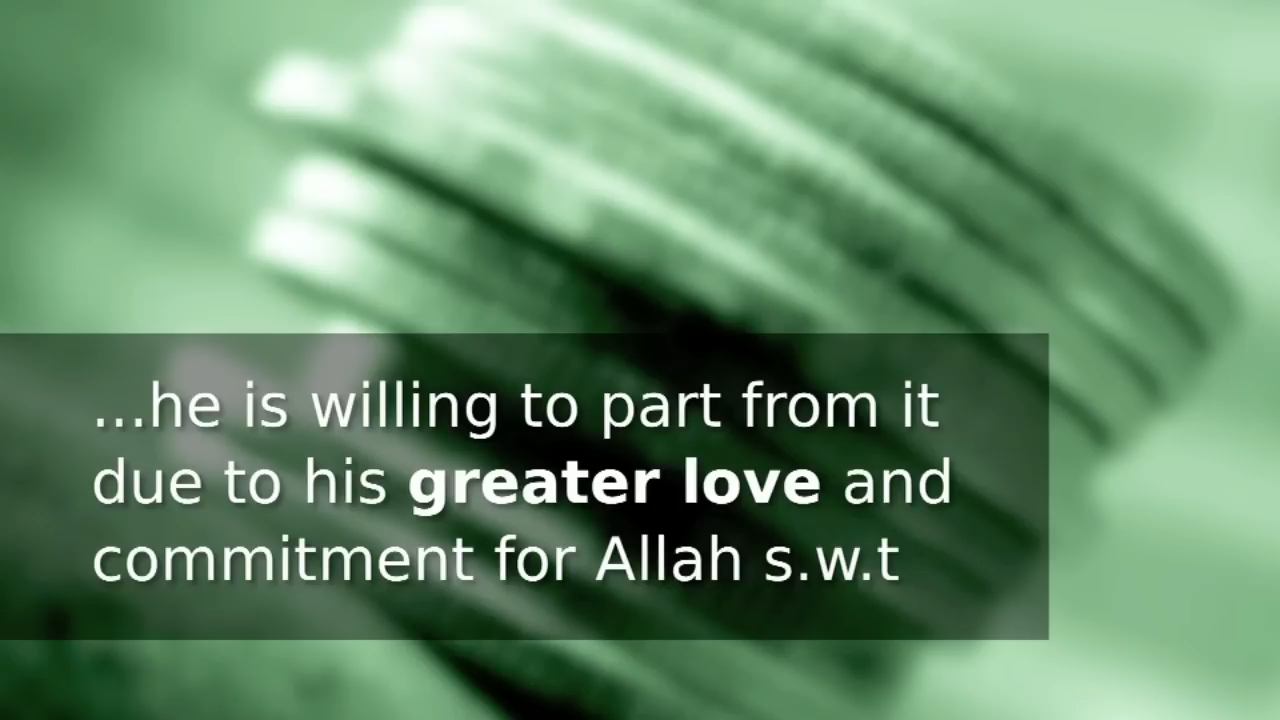 ...he is willing to part from it
due to his greater love and
commitment for Allah s.w.t